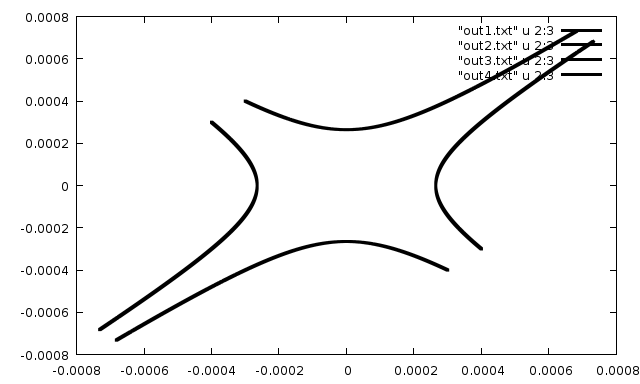 0.0008
0.0006
0.0004
0.0002
0
-0.0002
-0.0004
-0.0006
-0.0008
-0.0008 -0.0006 -0.0004 -0.0002 0 0.0002 0.0004 0.0006 0.0008
"out1.txt" u 2:3
"out2.txt" u 2:3
"out3.txt" u 2:3
"out4.txt" u 2:3